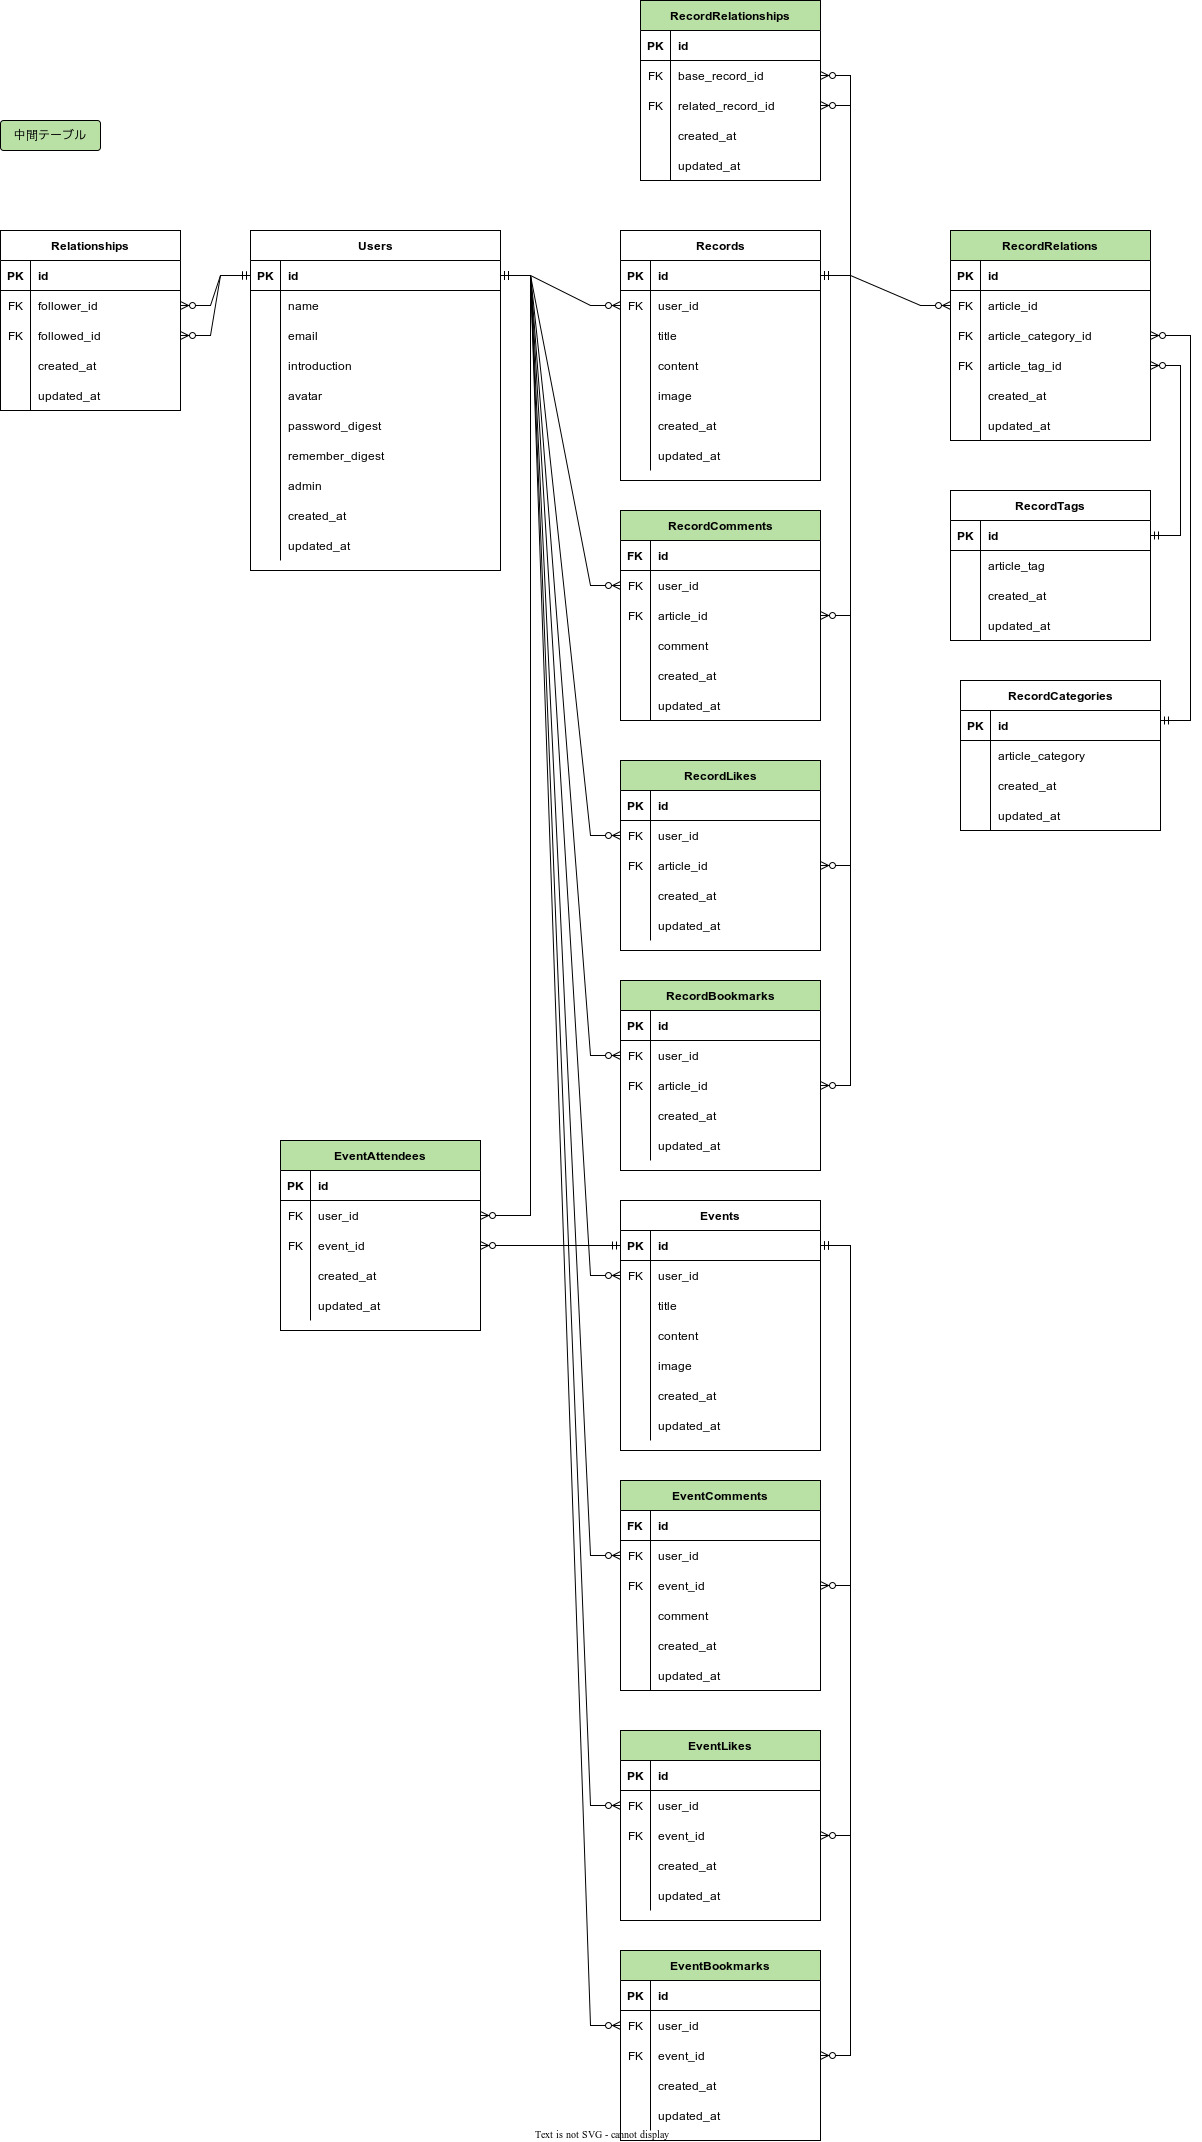 RecordRelationships
PK id
FK base_record_id
FK related_record_id
created_at
updated_at
中間テーブル
Relationships
PK id
FK follower_id
FK followed_id
created_at
updated_at
Users
PK id
name
email
introduction
avatar
password_digest
remember_digest
admin
created_at
updated_at
Records
PK id
FK user_id
title
content
image
created_at
updated_at
RecordRelations
PK id
FK article_id
FK article_category_id
FK article_tag_id
created_at
updated_at
RecordTags
PK id
article_tag
created_at
updated_at
RecordCategories
PK id
article_category
created_at
updated_at
RecordComments
FK id
FK user_id
FK article_id
comment
created_at
updated_at
RecordLikes
PK id
FK user_id
FK article_id
created_at
updated_at
RecordBookmarks
PK id
FK user_id
FK article_id
created_at
updated_at
EventAttendees
PK id
FK user_id
FK event_id
created_at
updated_at
Events
PK id
FK user_id
title
content
image
created_at
updated_at
EventComments
FK id
FK user_id
FK event_id
comment
created_at
updated_at
EventLikes
PK id
FK user_id
FK event_id
created_at
updated_at
EventBookmarks
PK id
FK user_id
FK event_id
created_at
updated_at
Text is not SVG - cannot display